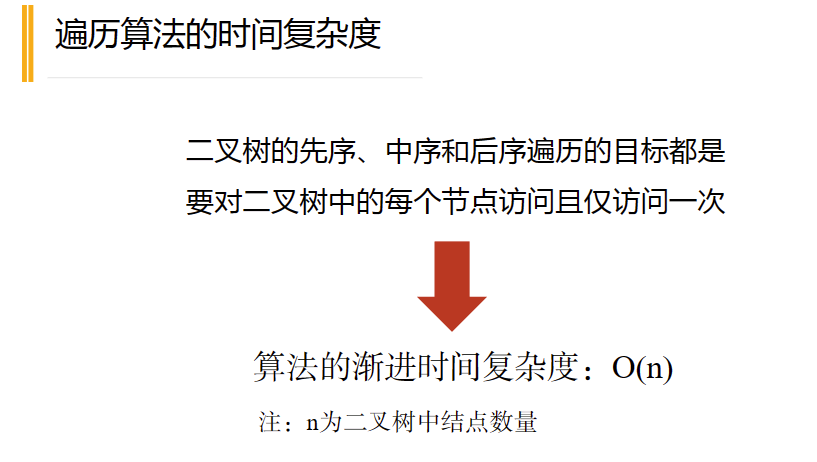 遍历算法的时间复杂度
二叉树的先序、中序和后序遍历的目标都是
要对二叉树中的每个节点访问且仅访问一次
算法的渐进时间复杂度：O(n)
注：n为二叉树中结点数量